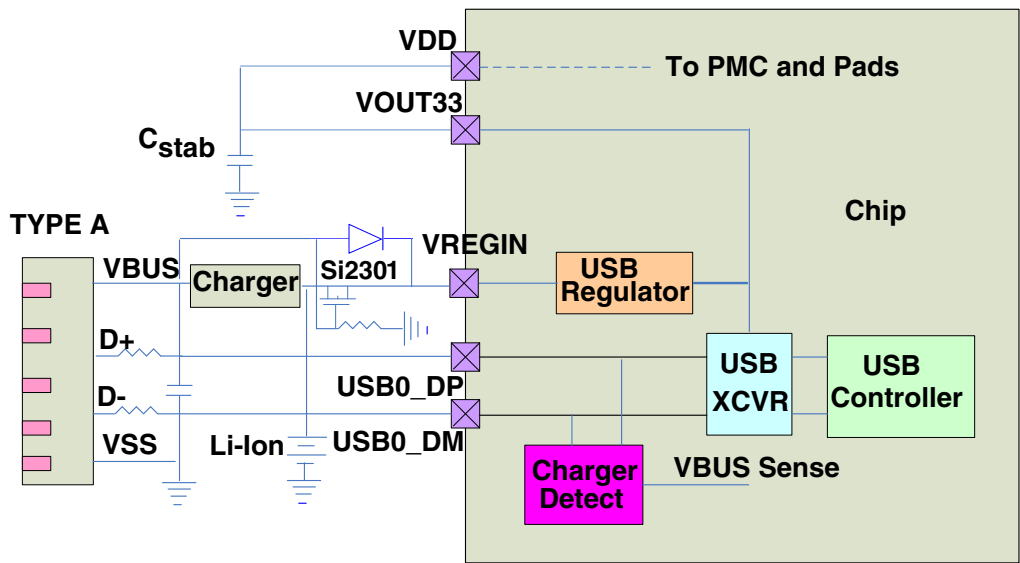 VDD
To PMC and Pads
VOUT33
Cstab
Chip
TYPE A
VREGIN
VBUS
Si2301
Charger
USB
Regulator
D+
USB
XCVR
USB
Controller
USB0_DP
D-
Li-Ion
USB0_DM
VSS
Charger
Detect
VBUS Sense